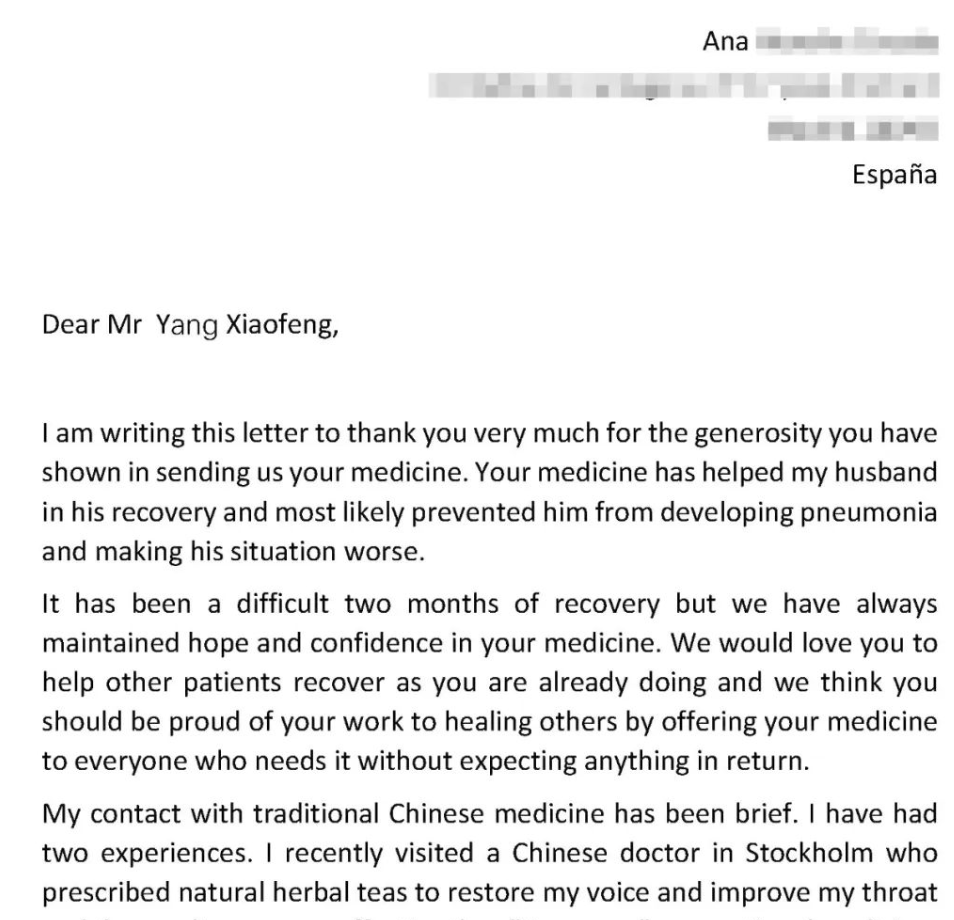 Ana
España
Dear Mr Yang Xiaofeng,
I am writing this letter to thank you very much for the generosity you have
shown in sending us your medicine. Your medicine has helped my husband
in his recovery and most likely prevented him from developing pneumonia
and making his situation worse.
It has been a difficult two months of recovery but we have always
maintained hope and confidence in your medicine. We would love you to
help other patients recover as you are already doing and we think you
should be proud of your work to healing others by offering your medicine
to everyone who needs it without expecting anything in return.
My contact with traditional Chinese medicine has been brief. I have had
two experiences. I recently visited a Chinese doctor in Stockholm who
prescribed natural herbal teas to restore my voice and improve my throat